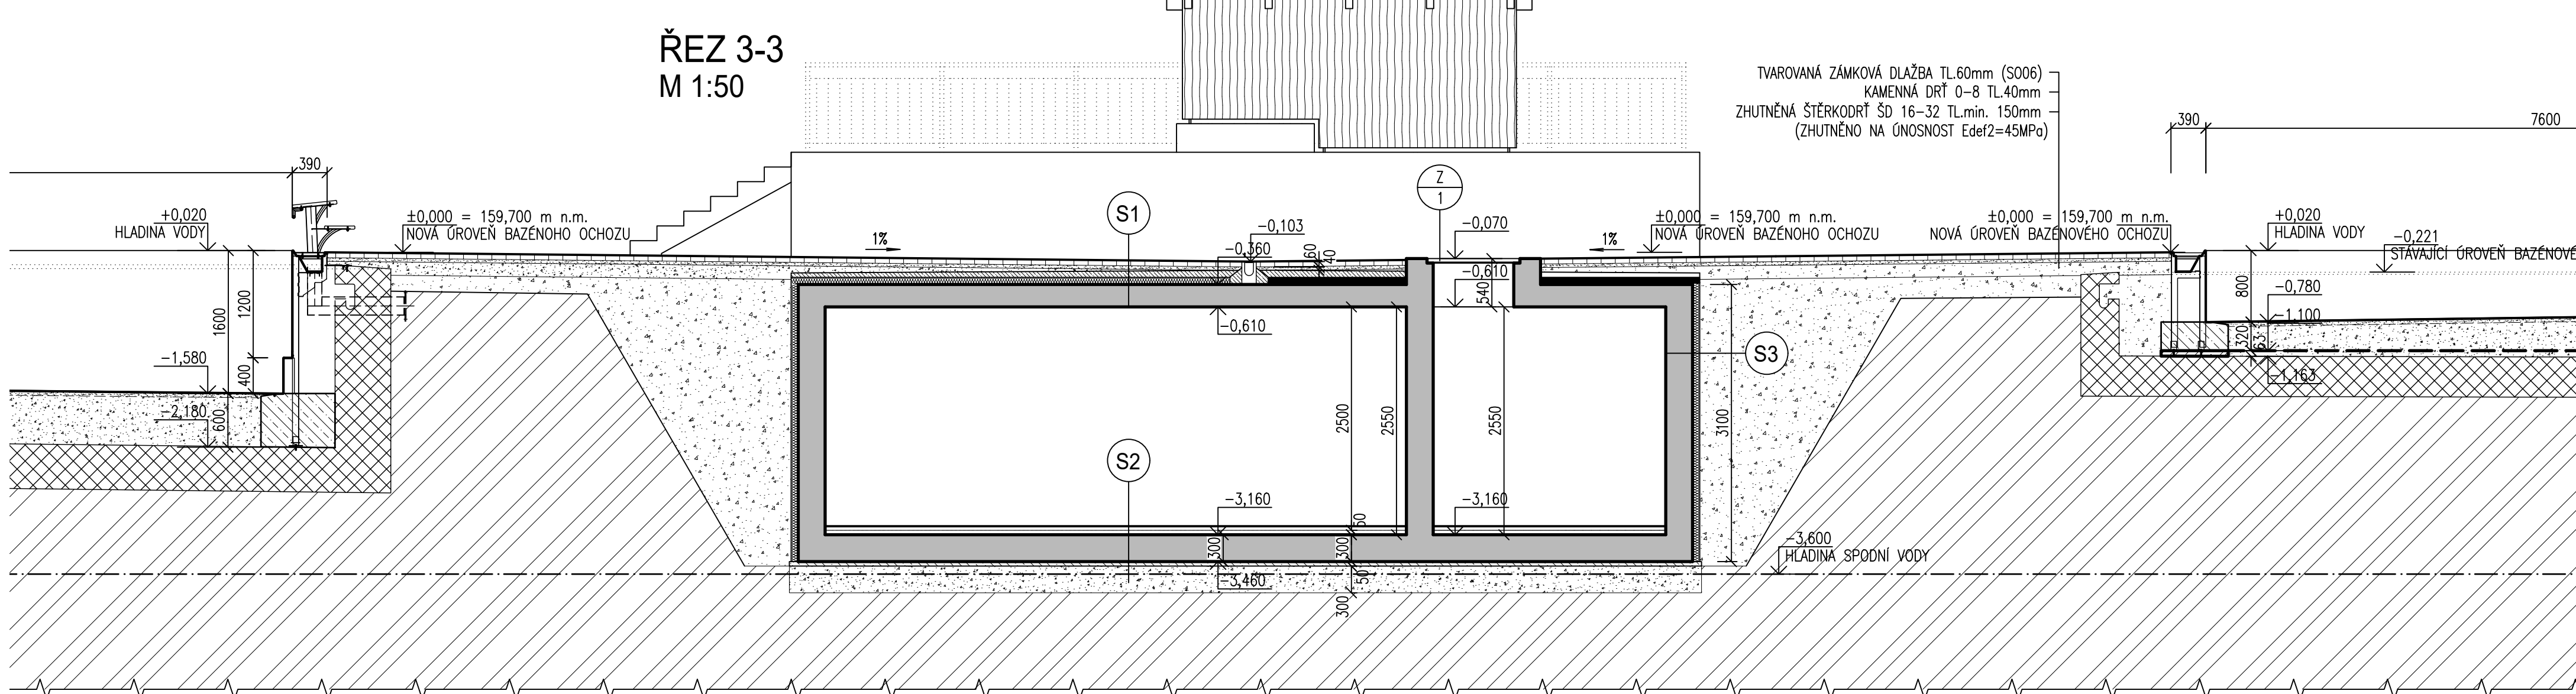 ŘEZ 3-3
M 1:50
TVAROVANÁ ZÁMKOVÁ DLAŽBA TL.60mm (SO06)
KAMENNÁ DRŤ 0-8 TL.40mm
ZHUTNĚNÁ ŠTĚRKODRŤ ŠD 16-32 TL.min. 150mm
(ZHUTNĚNO NA ÚNOSNOST Edef2=45MPa)
390
7600
390
Z
1
S1
+0,020
HLADINA VODY
±0,000 = 159,700 m n.m.
NOVÁ ÚROVEŇ BAZÉNOHO OCHOZU
1%
-0,103
-0,360
60
40
-0,070
1%
±0,000 = 159,700 m n.m.
NOVÁ ÚROVEŇ BAZÉNOHO OCHOZU
±0,000 = 159,700 m n.m.
NOVÁ ÚROVEŇ BAZÉNOVÉHO OCHOZU
+0,020
HLADINA VODY
-0,221
STÁVAJÍCÍ ÚROVEŇ BAZÉNOVÉ
-0,610
540
-0,610
1600
1200
400
600
-1,580
-2,180
S3
800
-0,780
-1,100
320
63
-1,163
2500
2550
2550
3100
S2
-3,160
50
-3,160
300
300
-3,460
50
300
-3,600
HLADINA SPODNÍ VODY